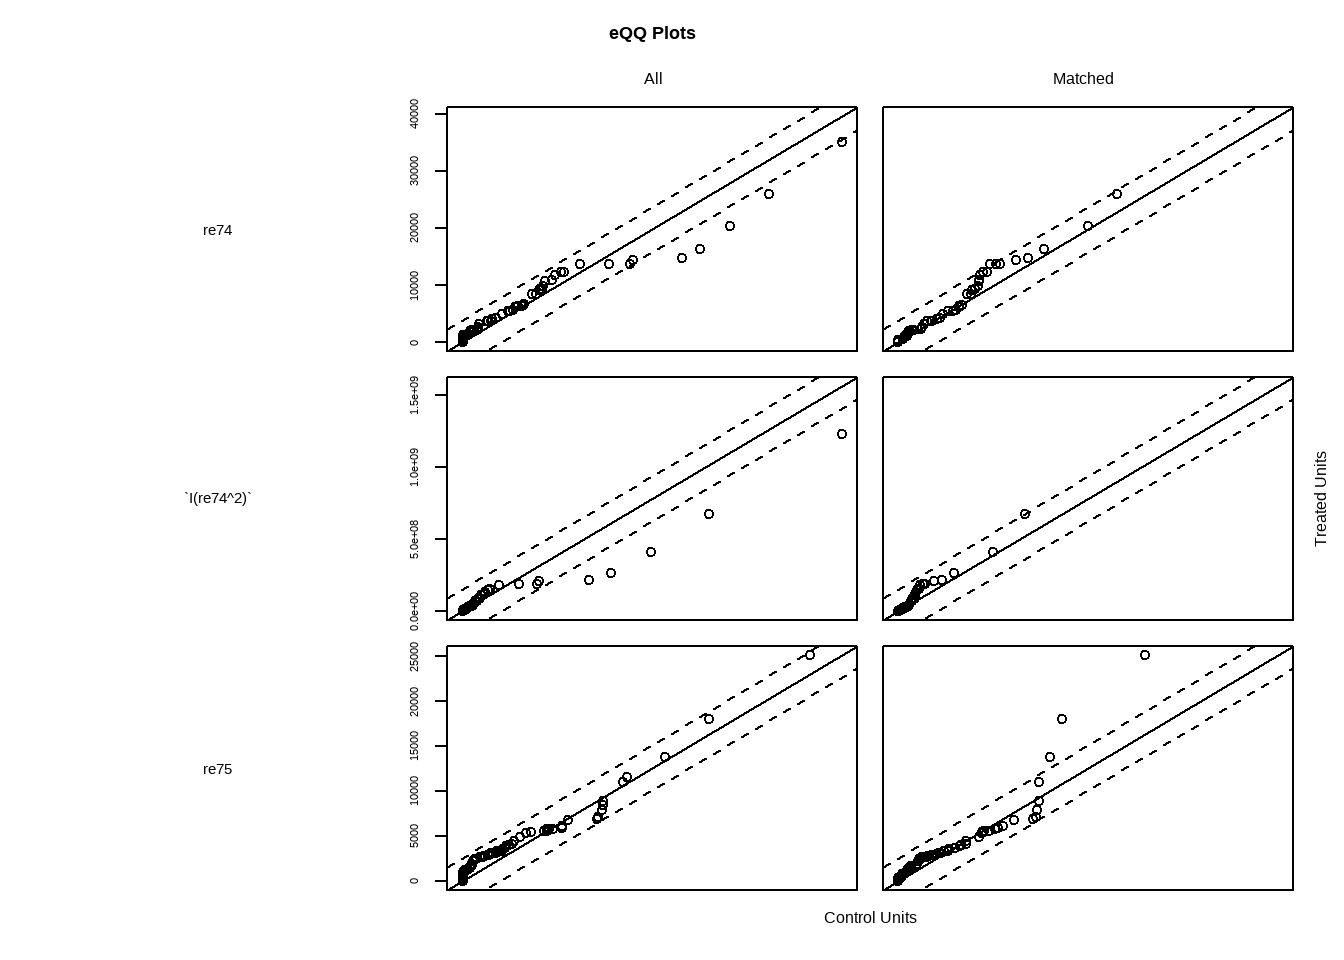 eQQ Plots
All
Matched
re74
40000
30000
20000
10000
0
`I(re74^2)`
1.5e+09
1.0e+09
5.0e+08
0.0e+00
Treated Units
re75
25000
20000
15000
10000
5000
0
Control Units